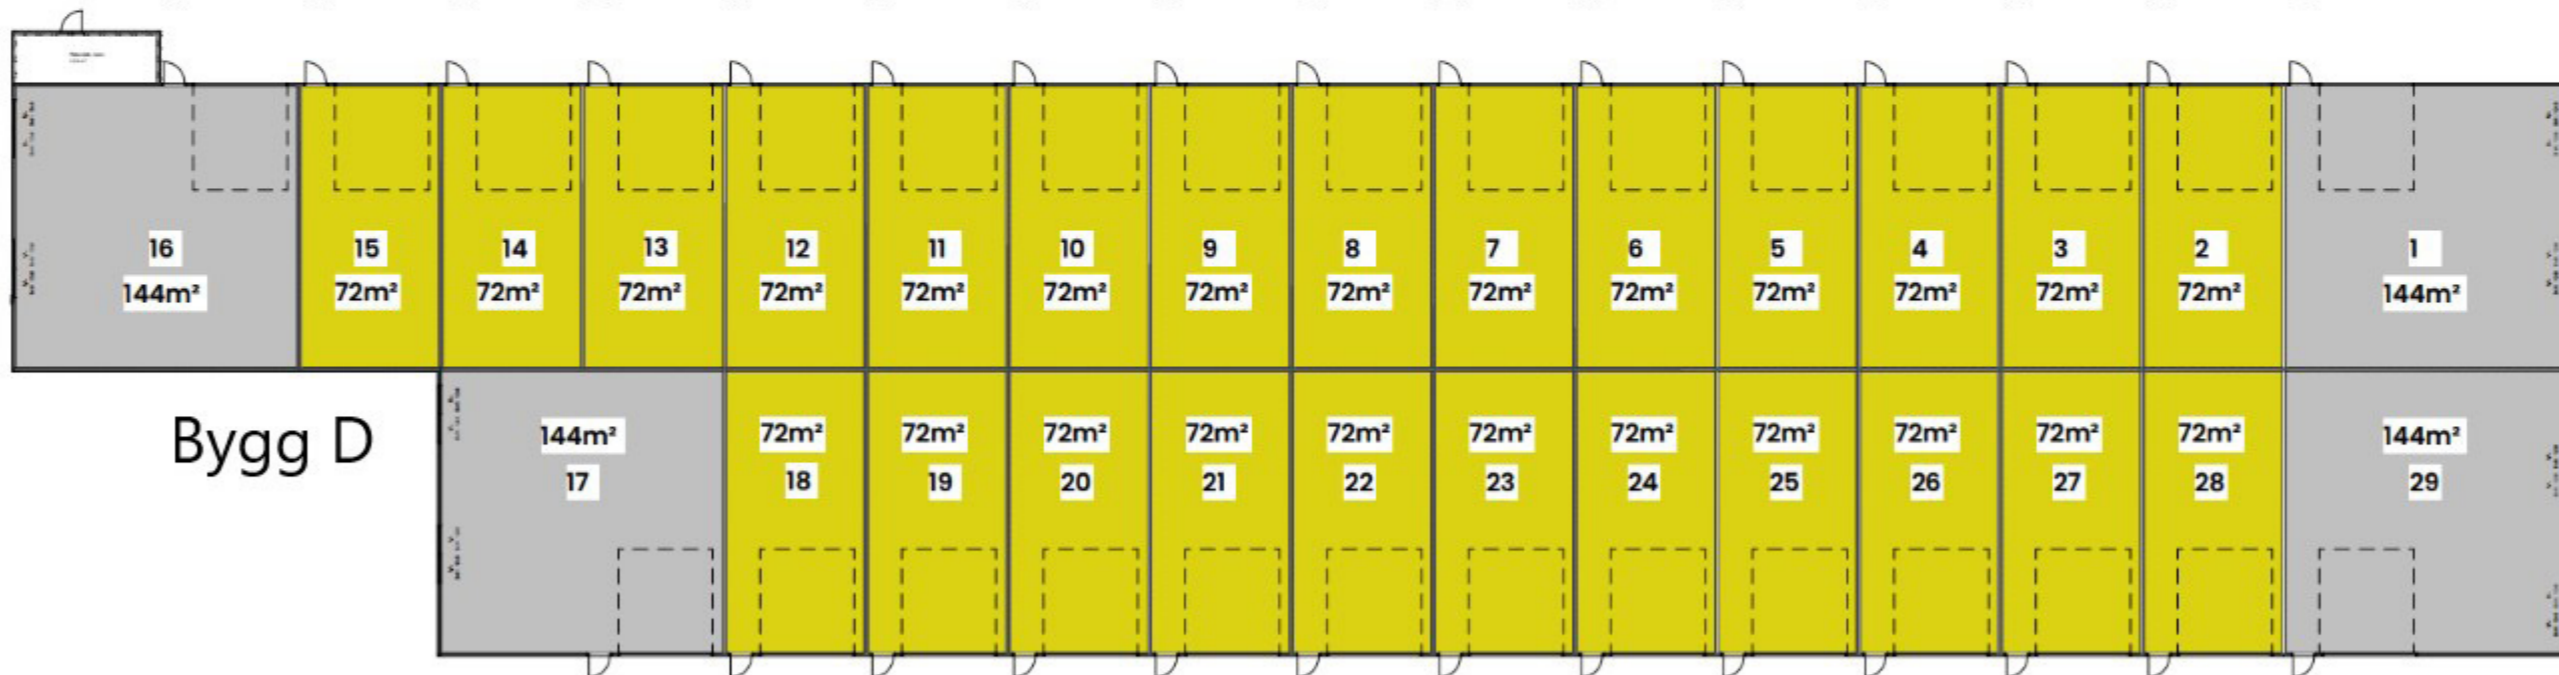 16 15 14 13 12 11 10 9 8 7 6 5 4 3 2 1
144m² 72m² 72m² 72m² 72m² 72m² 72m² 72m² 72m² 72m² 72m² 72m² 72m² 72m² 72m² 144m²
Bygg D
144m² 72m² 72m² 72m² 72m² 72m² 72m² 72m² 72m² 72m² 72m² 72m² 144m²
17 18 19 20 21 22 23 24 25 26 27 28 29